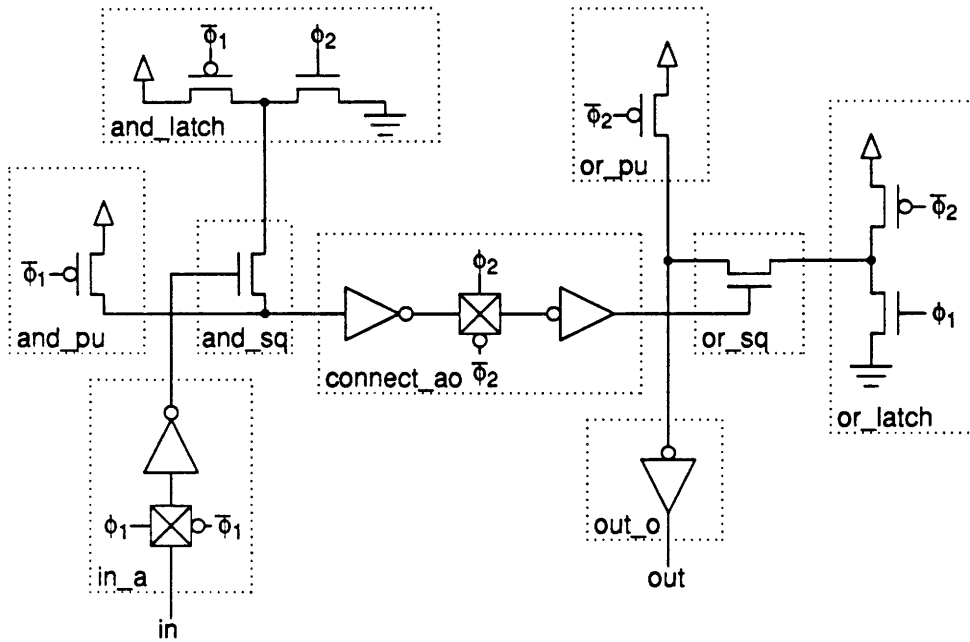 ϕ̅1
ϕ2
and_latch
ϕ̅2
or_pu
ϕ̅1
and_pu
and_sq
ϕ2
connect_ao
ϕ̅2
or_sq
ϕ̅2
ϕ1
or_latch
ϕ1
ϕ̅1
in_a
in
out_o
out